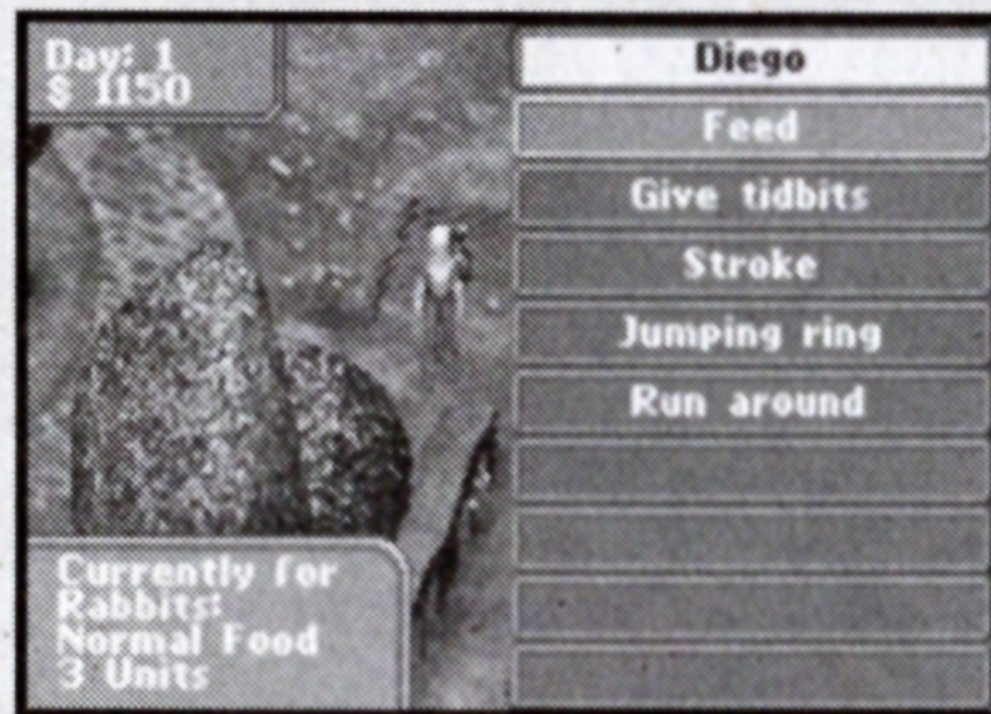 Day: 1
$ 1150
Diego
Feed
Give tidbits
Stroke
Jumping ring
Run around
Currently for
Rabbits:
Normal Food
3 Units